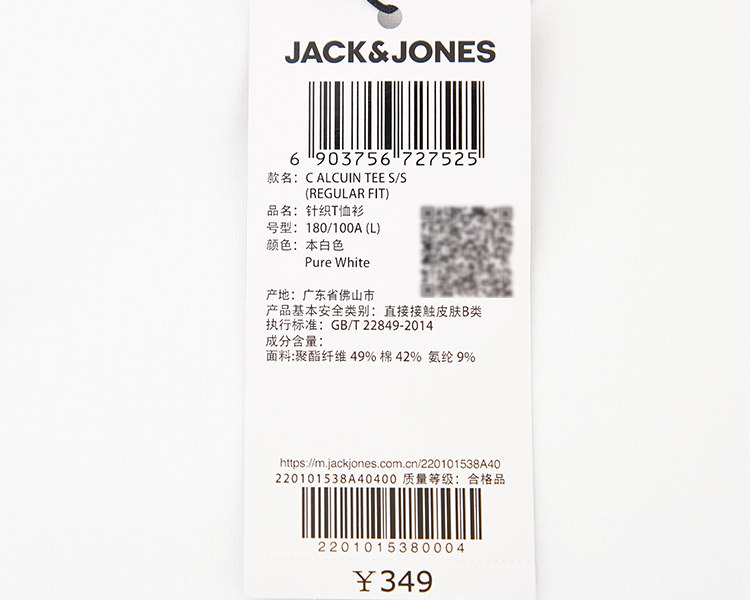 JACK&JONES
6 903756 727525
款名：C ALCUIN TEE S/S
(REGULAR FIT)
品名：针织T恤衫
号型：180/100A (L)
颜色：本白色
Pure White
产地：广东省佛山市
产品基本安全类别：直接接触皮肤B类
执行标准：GB/T 22849-2014
成分含量：
面料:聚酯纤维 49% 棉 42% 氨纶 9%
https://m.jackjones.com.cn/220101538A40
220101538A40400 质量等级：合格品
2201015380004
￥349